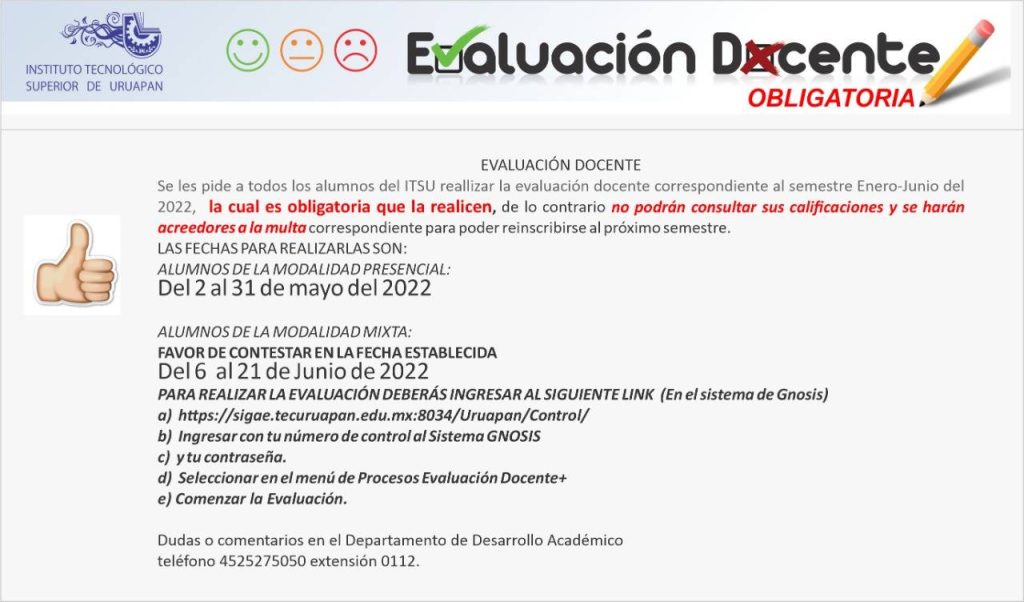 INSTITUTO TECNOLÓGICO
SUPERIOR DE URUAPAN
Evaluación Docente
OBLIGATORIA
EVALUACIÓN DOCENTE
Se les pide a todos los alumnos del ITSU reallizar la evaluación docente correspondiente al semestre Enero-Junio del
2022, la cual es obligatoria que la realicen, de lo contrario no podrán consultar sus calificaciones y se harán
acreedores a la multa correspondiente para poder reinscribirse al próximo semestre.
LAS FECHAS PARA REALIZARLAS SON:
ALUMNOS DE LA MODALIDAD PRESENCIAL:
Del 2 al 31 de mayo del 2022
ALUMNOS DE LA MODALIDAD MIXTA:
FAVOR DE CONTESTAR EN LA FECHA ESTABLECIDA
Del 6 al 21 de Junio de 2022
PARA REALIZAR LA EVALUACIÓN DEBERÁS INGRESAR AL SIGUIENTE LINK (En el sistema de Gnosis)
a) https://sigae.tecuruapan.edu.mx:8034/Uruapan/Control/
b) Ingresar con tu número de control al Sistema GNOSIS
c) y tu contraseña.
d) Seleccionar en el menú de Procesos Evaluación Docente+
e) Comenzar la Evaluación.
Dudas o comentarios en el Departamento de Desarrollo Académico
teléfono 4525275050 extensión 0112.